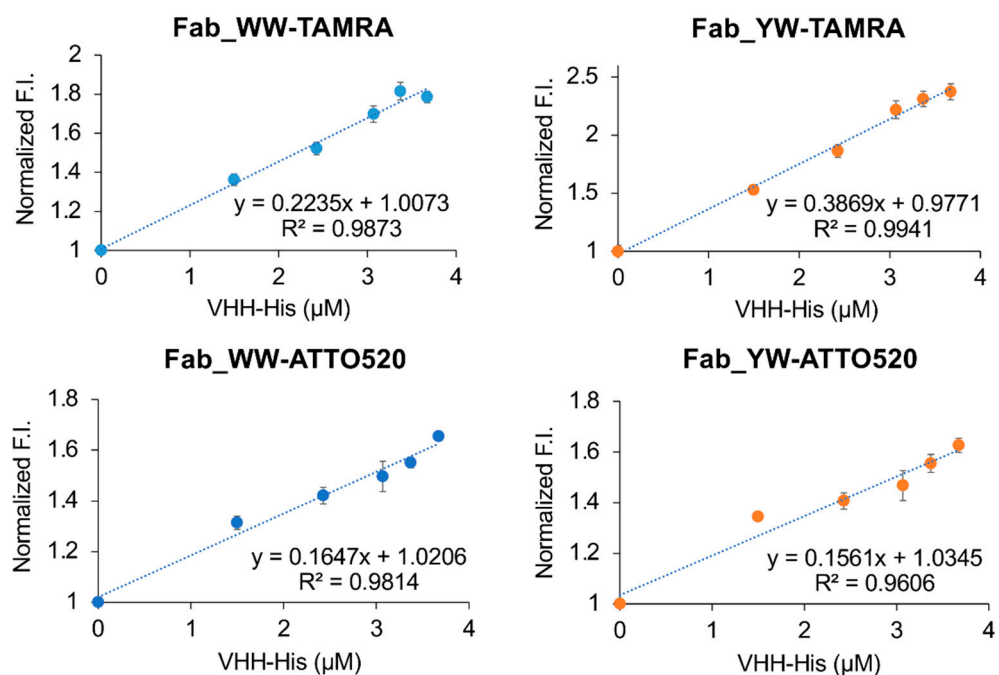 Fab_WW-TAMRA
Normalized F.I.
2
1.8
1.6
1.4
1.2
1
y = 0.2235x + 1.0073
R² = 0.9873
0 1 2 3 4
VHH-His (µM)
Fab_YW-TAMRA
Normalized F.I.
2.5
2
1.5
1
y = 0.3869x + 0.9771
R² = 0.9941
0 1 2 3 4
VHH-His (µM)
Fab_WW-ATTO520
Normalized F.I.
1.8
1.6
1.4
1.2
1
y = 0.1647x + 1.0206
R² = 0.9814
0 1 2 3 4
VHH-His (µM)
Fab_YW-ATTO520
Normalized F.I.
1.8
1.6
1.4
1.2
1
y = 0.1561x + 1.0345
R² = 0.9606
0 1 2 3 4
VHH-His (µM)